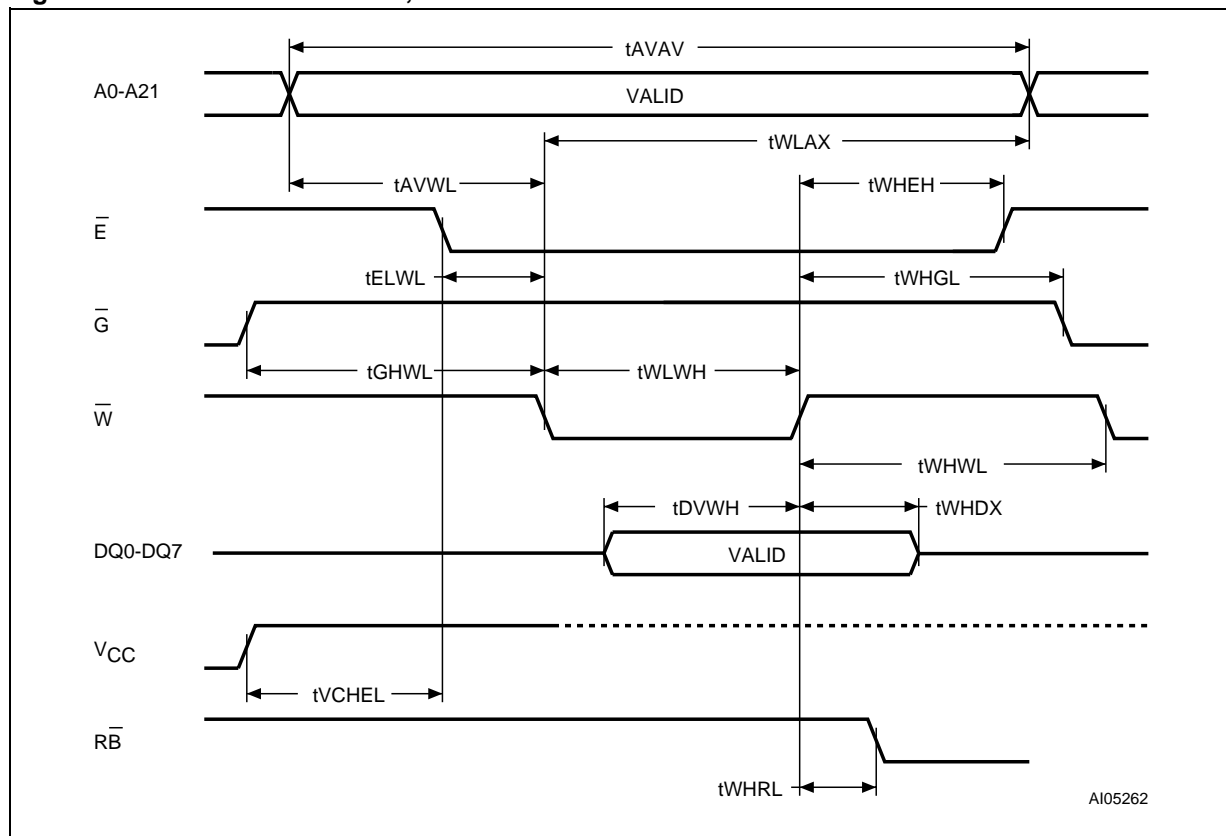 tAVAV
A0-A21
VALID
tWLAX
tAVWL
tWHEH
E̅
tELWL
tWHGL
G̅
tGHWL
tWLWH
W̅
tWHWL
tDVWH
tWHDX
DQ0-DQ7
VALID
VCC
tVCHEL
RB̅
tWHRL
AI05262